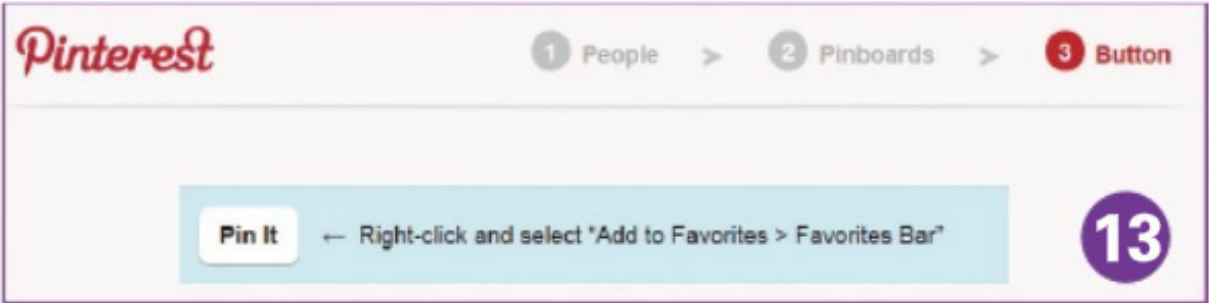 Pinterest 1 People > 2 Pinboards > 3 Button
Pin It ← Right-click and select "Add to Favorites > Favorites Bar"
13